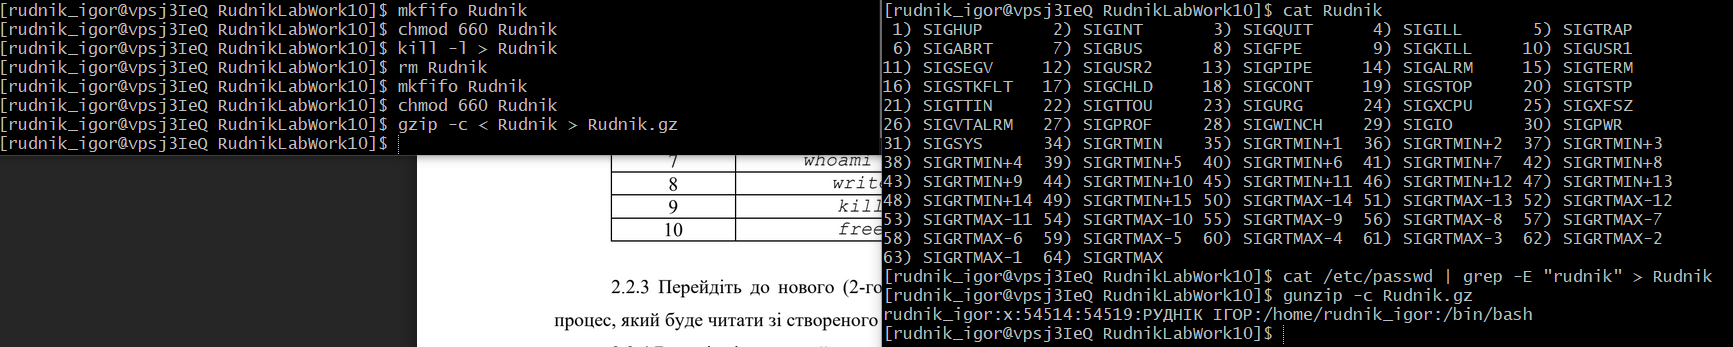 [rudnik_igor@vpsj3IeQ RudnikLabWork10]$ mkfifo Rudnik
[rudnik_igor@vpsj3IeQ RudnikLabWork10]$ chmod 660 Rudnik
[rudnik_igor@vpsj3IeQ RudnikLabWork10]$ kill -l > Rudnik
[rudnik_igor@vpsj3IeQ RudnikLabWork10]$ rm Rudnik
[rudnik_igor@vpsj3IeQ RudnikLabWork10]$ mkfifo Rudnik
[rudnik_igor@vpsj3IeQ RudnikLabWork10]$ chmod 660 Rudnik
[rudnik_igor@vpsj3IeQ RudnikLabWork10]$ gzip -c < Rudnik > Rudnik.gz
[rudnik_igor@vpsj3IeQ RudnikLabWork10]$
7 whoami
8 write
9 kill
10 free
2.2.3 Перейдіть до нового (2-го
процес, який буде читати зі створеного
[rudnik_igor@vpsj3IeQ RudnikLabWork10]$ cat Rudnik
1) SIGHUP 2) SIGINT 3) SIGQUIT 4) SIGILL 5) SIGTRAP
6) SIGABRT 7) SIGBUS 8) SIGFPE 9) SIGKILL 10) SIGUSR1
11) SIGSEGV 12) SIGUSR2 13) SIGPIPE 14) SIGALRM 15) SIGTERM
16) SIGSTKFLT 17) SIGCHLD 18) SIGCONT 19) SIGSTOP 20) SIGTSTP
21) SIGTTIN 22) SIGTTOU 23) SIGURG 24) SIGXCPU 25) SIGXFSZ
26) SIGVTALRM 27) SIGPROF 28) SIGWINCH 29) SIGIO 30) SIGPWR
31) SIGSYS 34) SIGRTMIN 35) SIGRTMIN+1 36) SIGRTMIN+2 37) SIGRTMIN+3
38) SIGRTMIN+4 39) SIGRTMIN+5 40) SIGRTMIN+6 41) SIGRTMIN+7 42) SIGRTMIN+8
43) SIGRTMIN+9 44) SIGRTMIN+10 45) SIGRTMIN+11 46) SIGRTMIN+12 47) SIGRTMIN+13
48) SIGRTMIN+14 49) SIGRTMIN+15 50) SIGRTMAX-14 51) SIGRTMAX-13 52) SIGRTMAX-12
53) SIGRTMAX-11 54) SIGRTMAX-10 55) SIGRTMAX-9 56) SIGRTMAX-8 57) SIGRTMAX-7
58) SIGRTMAX-6 59) SIGRTMAX-5 60) SIGRTMAX-4 61) SIGRTMAX-3 62) SIGRTMAX-2
63) SIGRTMAX-1 64) SIGRTMAX
[rudnik_igor@vpsj3IeQ RudnikLabWork10]$ cat /etc/passwd | grep -E "rudnik" > Rudnik
[rudnik_igor@vpsj3IeQ RudnikLabWork10]$ gunzip -c Rudnik.gz
rudnik_igor:x:54514:54519:РУДНІК ІГОР:/home/rudnik_igor:/bin/bash
[rudnik_igor@vpsj3IeQ RudnikLabWork10]$